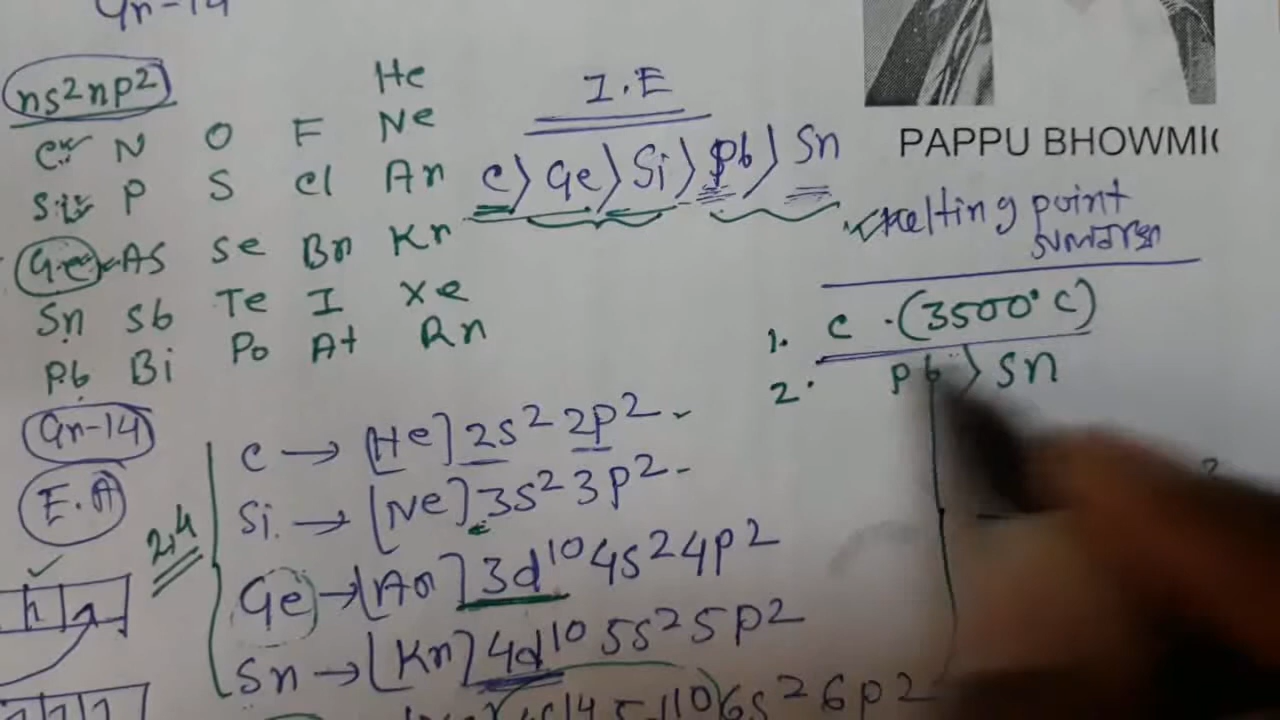 Gr-14
ns²np²
He
C N O F Ne
Si P S Cl Ar
Ge As Se Br Kr
Sn Sb Te I Xe
Pb Bi Po At Rn
I.E
C > Ge > Si > Pb > Sn
PAPPU BHOWMI
Melting point
1. C · (3500°C)
2. Pb > Sn
Gr-14
E.A
2,4
C → [He] 2s² 2p²
Si → [Ne] 3s² 3p²
Ge → [Ar] 3d¹⁰ 4s² 4p²
Sn → [Kr] 4d¹⁰ 5s² 5p²
6s² 6p²